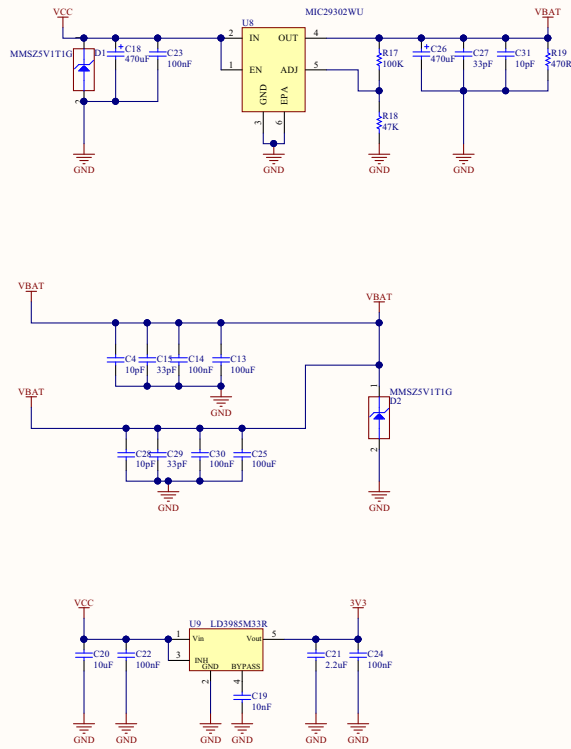 VCC
MIC29302WU
VBAT
U8
MMSZ5V1T1G
D1
C18
470uF
C23
100nF
2
IN
OUT
4
1
EN
ADJ
5
GND
EPA
3
6
R17
100K
R18
47K
C26
470uF
C27
33pF
C31
10pF
R19
470R
2
GND
GND
GND
GND
VBAT
VBAT
C4
10pF
C15
33pF
C14
100nF
C13
100uF
GND
VBAT
1
MMSZ5V1T1G
D2
2
C28
10pF
C29
33pF
C30
100nF
C25
100uF
GND
GND
VCC
3V3
U9 LD3985M33R
1
Vin
Vout
5
3
INH
GND
BYPASS
2
4
C20
10uF
C22
100nF
C21
2.2uF
C24
100nF
C19
10nF
GND
GND
GND
GND
GND
GND